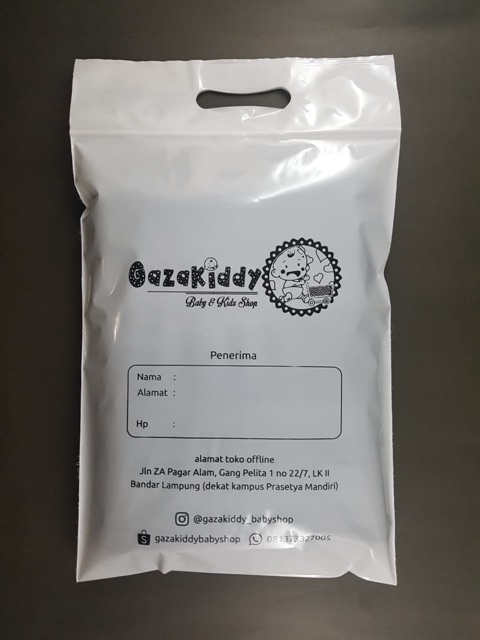 GazaKiddy
Baby & Kids Shop
Penerima
Nama :
Alamat :
Hp :
alamat toko offline
Jln ZA Pagar Alam, Gang Pelita 1 no 22/7, LK II
Bandar Lampung (dekat kampus Prasetya Mandiri)
@gazakiddy_babyshop
gazakiddybabyshop 081373327005